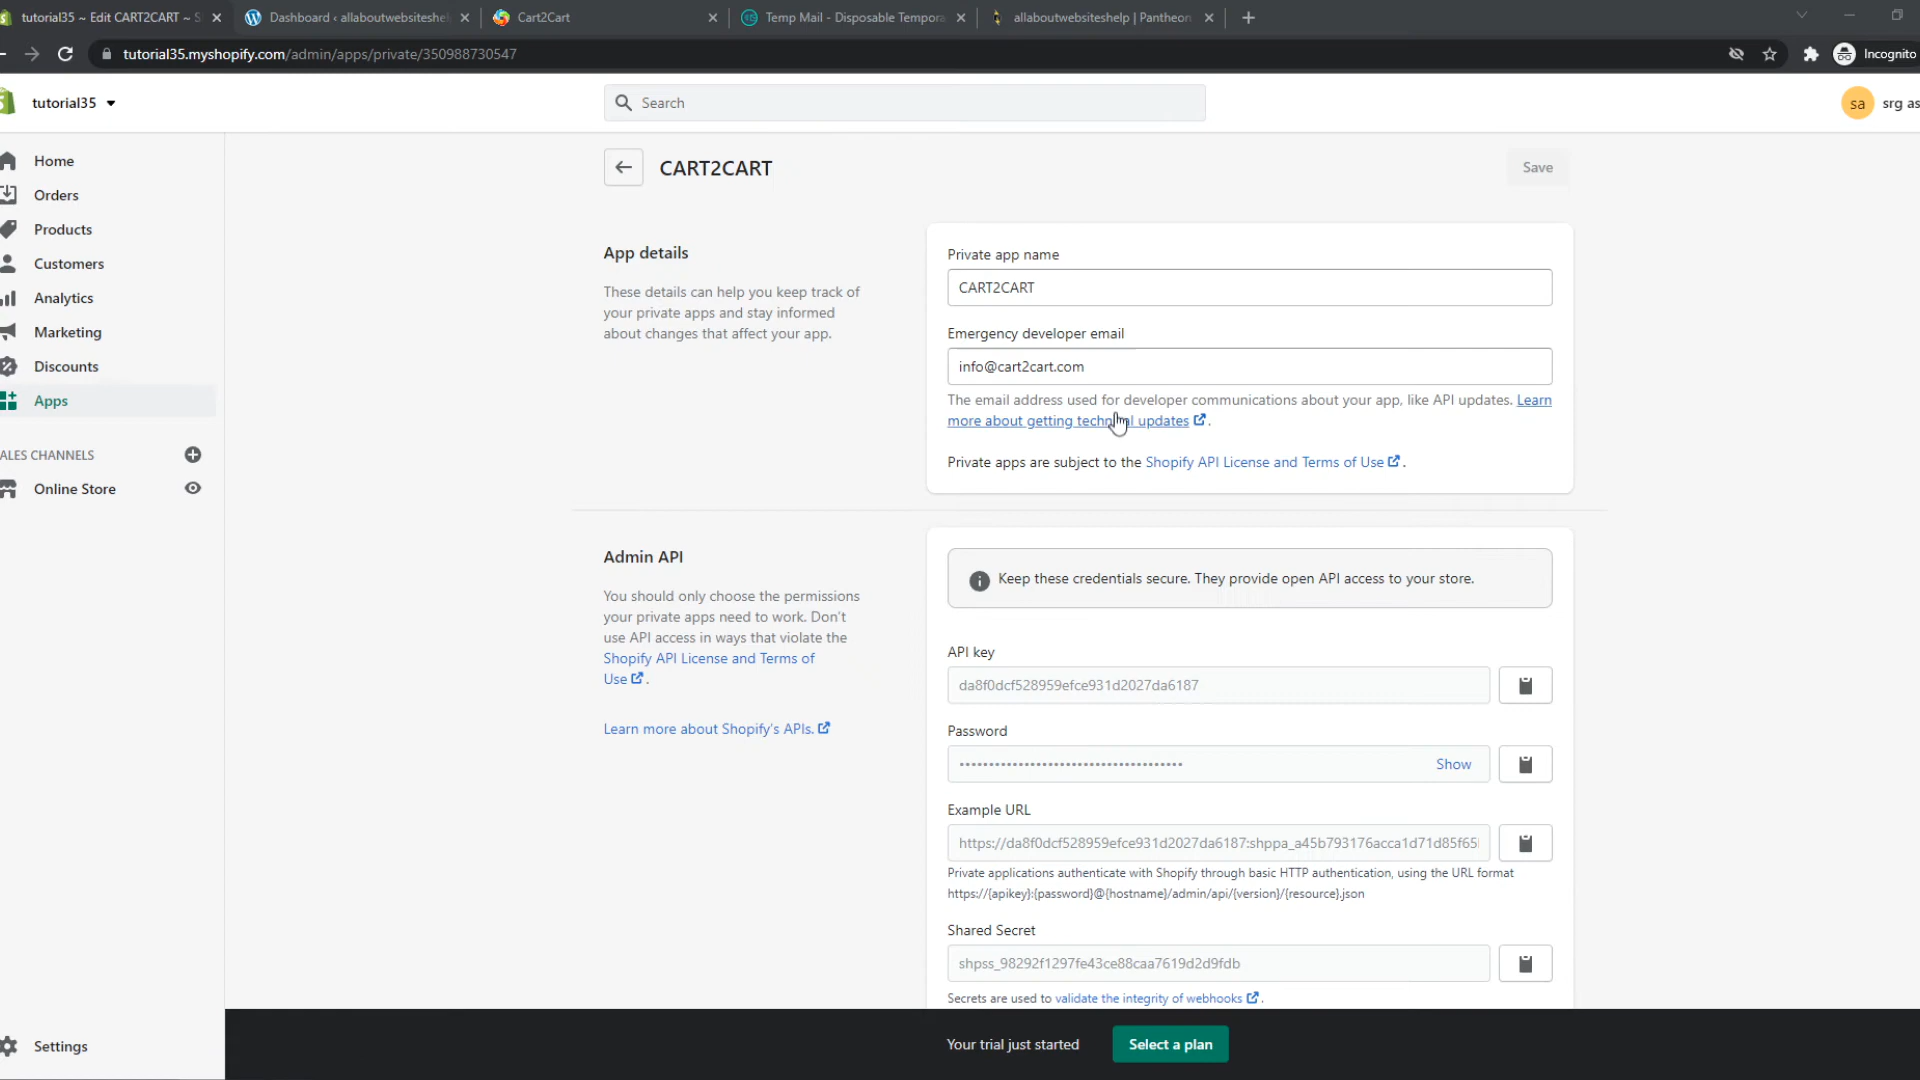 tutorial35 ~ Edit CART2CART ~ S
Dashboard ‹ allaboutwebsiteshel
Cart2Cart
Temp Mail - Disposable Tempora
allaboutwebsiteshelp | Pantheon
tutorial35.myshopify.com/admin/apps/private/350988730547
Incognito
tutorial35
Search
sa
srg as
Home
Orders
Products
Customers
Analytics
Marketing
Discounts
Apps
ALES CHANNELS
Online Store
Settings
CART2CART
Save
App details
These details can help you keep track of
your private apps and stay informed
about changes that affect your app.
Private app name
CART2CART
Emergency developer email
info@cart2cart.com
The email address used for developer communications about your app, like API updates. Learn
more about getting technical updates.
Private apps are subject to the Shopify API License and Terms of Use.
Admin API
You should only choose the permissions
your private apps need to work. Don't
use API access in ways that violate the
Shopify API License and Terms of
Use.
Learn more about Shopify's APIs.
Keep these credentials secure. They provide open API access to your store.
API key
da8f0dcf528959efce931d2027da6187
Password
••••••••••••••••••••••••••••••••••••••
Show
Example URL
https://da8f0dcf528959efce931d2027da6187:shppa_a45b793176acca1d71d85f65
Private applications authenticate with Shopify through basic HTTP authentication, using the URL format
https://{apikey}:{password}@{hostname}/admin/api/{version}/{resource}.json
Shared Secret
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
Secrets are used to validate the integrity of webhooks.
Your trial just started
Select a plan